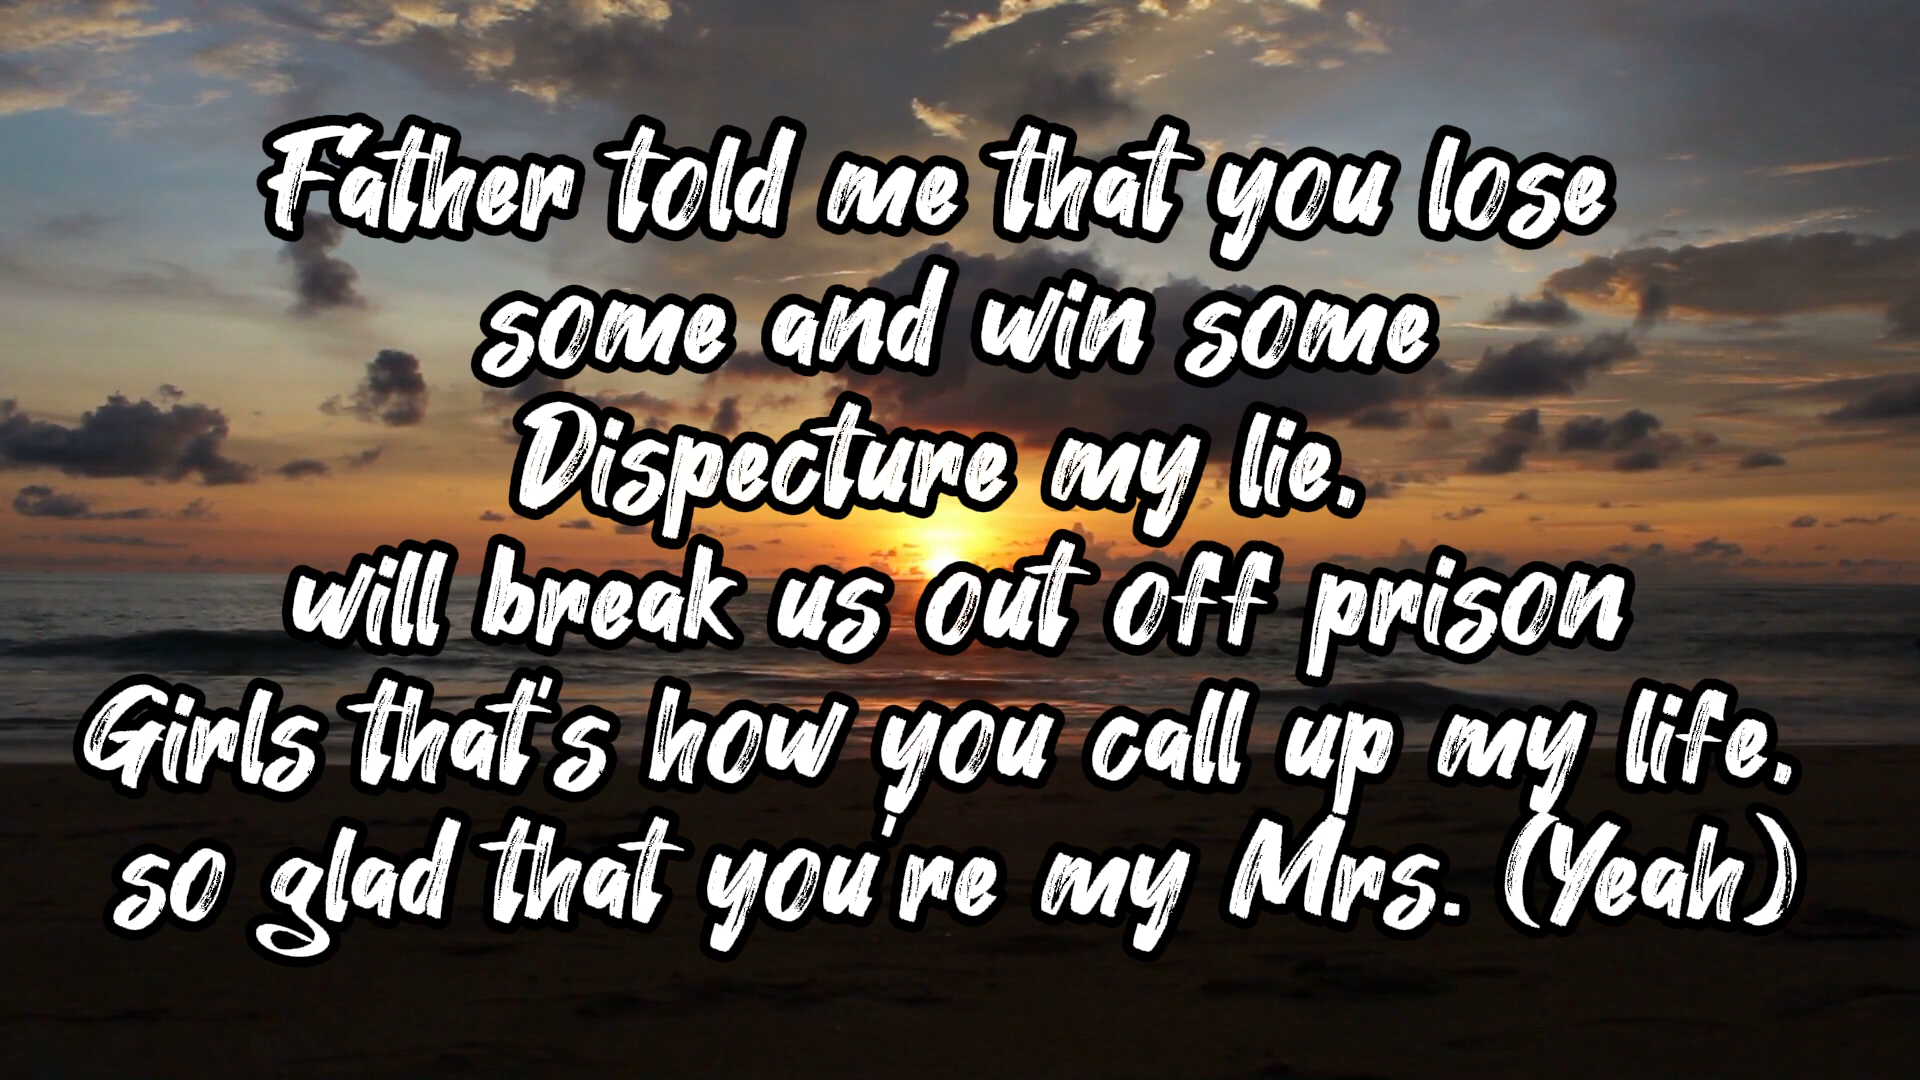 Father told me that you lose
some and win some
Dispecture my lie.
will break us out off prison
Girls that's how you call up my life.
so glad that you're my Mrs. (Yeah)